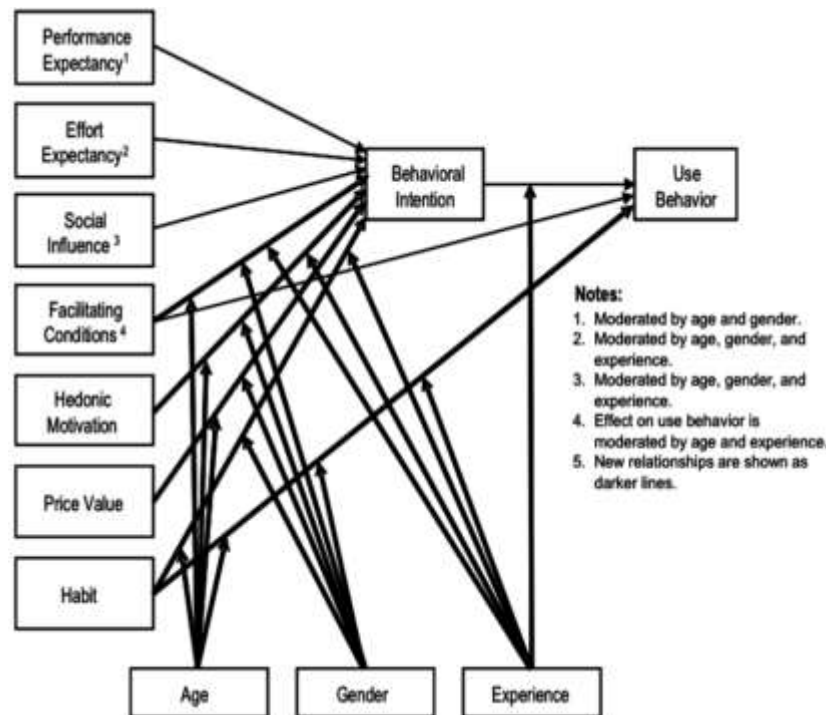 Performance
Expectancy1
Effort
Expectancy2
Social
Influence 3
Facilitating
Conditions 4
Hedonic
Motivation
Price Value
Habit
Behavioral
Intention
Use
Behavior
Notes:
1. Moderated by age and gender.
2. Moderated by age, gender, and
experience.
3. Moderated by age, gender, and
experience.
4. Effect on use behavior is
moderated by age and experience.
5. New relationships are shown as
darker lines.
Age
Gender
Experience